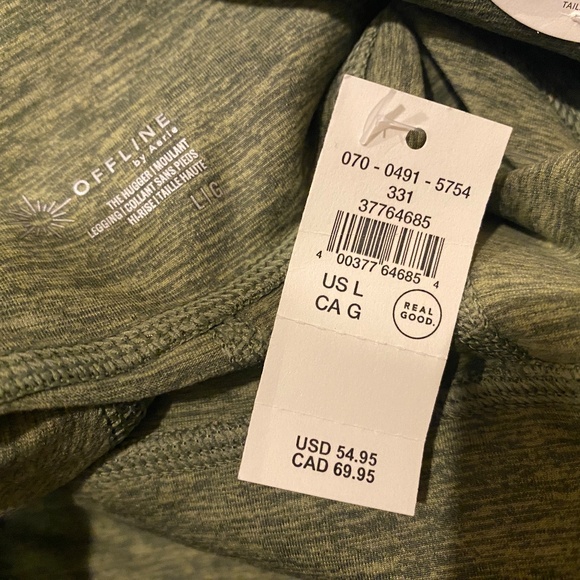 OFFLINE
by Aerie
THE HUGGER | MOULANT
LEGGING | COLLANT SANS PIEDS
HI-RISE | TAILLE HAUTE
L | G
TAIL
070 - 0491 - 5754
331
37764685
4 00377 64685 4
US L
CA G
REAL
GOOD.
USD 54.95
CAD 69.95